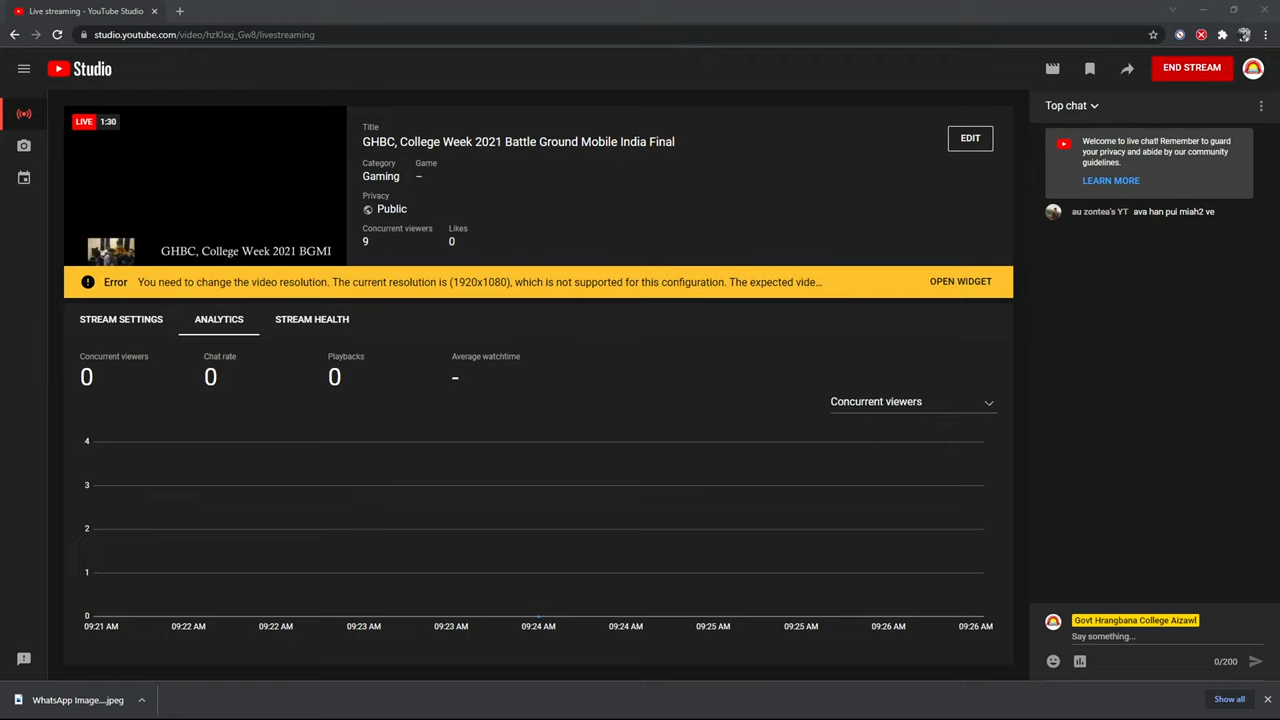 Live streaming - YouTube Studio
studio.youtube.com/video/hzKlsxj_Gw8/livestreaming
Studio
END STREAM
LIVE 1:30
GHBC, College Week 2021 BGMI
Title
GHBC, College Week 2021 Battle Ground Mobile India Final
Category Game
Gaming –
Privacy
Public
Concurrent viewers Likes
9 0
EDIT
Error You need to change the video resolution. The current resolution is (1920x1080), which is not supported for this configuration. The expected vide... OPEN WIDGET
STREAM SETTINGS ANALYTICS STREAM HEALTH
Concurrent viewers Chat rate Playbacks Average watchtime
0 0 0 -
Concurrent viewers
4
3
2
1
0
09:21 AM 09:22 AM 09:22 AM 09:23 AM 09:23 AM 09:24 AM 09:24 AM 09:25 AM 09:25 AM 09:26 AM 09:26 AM
Top chat
Welcome to live chat! Remember to guard
your privacy and abide by our community
guidelines.
LEARN MORE
au zontea's YT ava han pui miah2 ve
Govt Hrangbana College Aizawl
Say something...
0/200
WhatsApp Image....jpeg
Show all